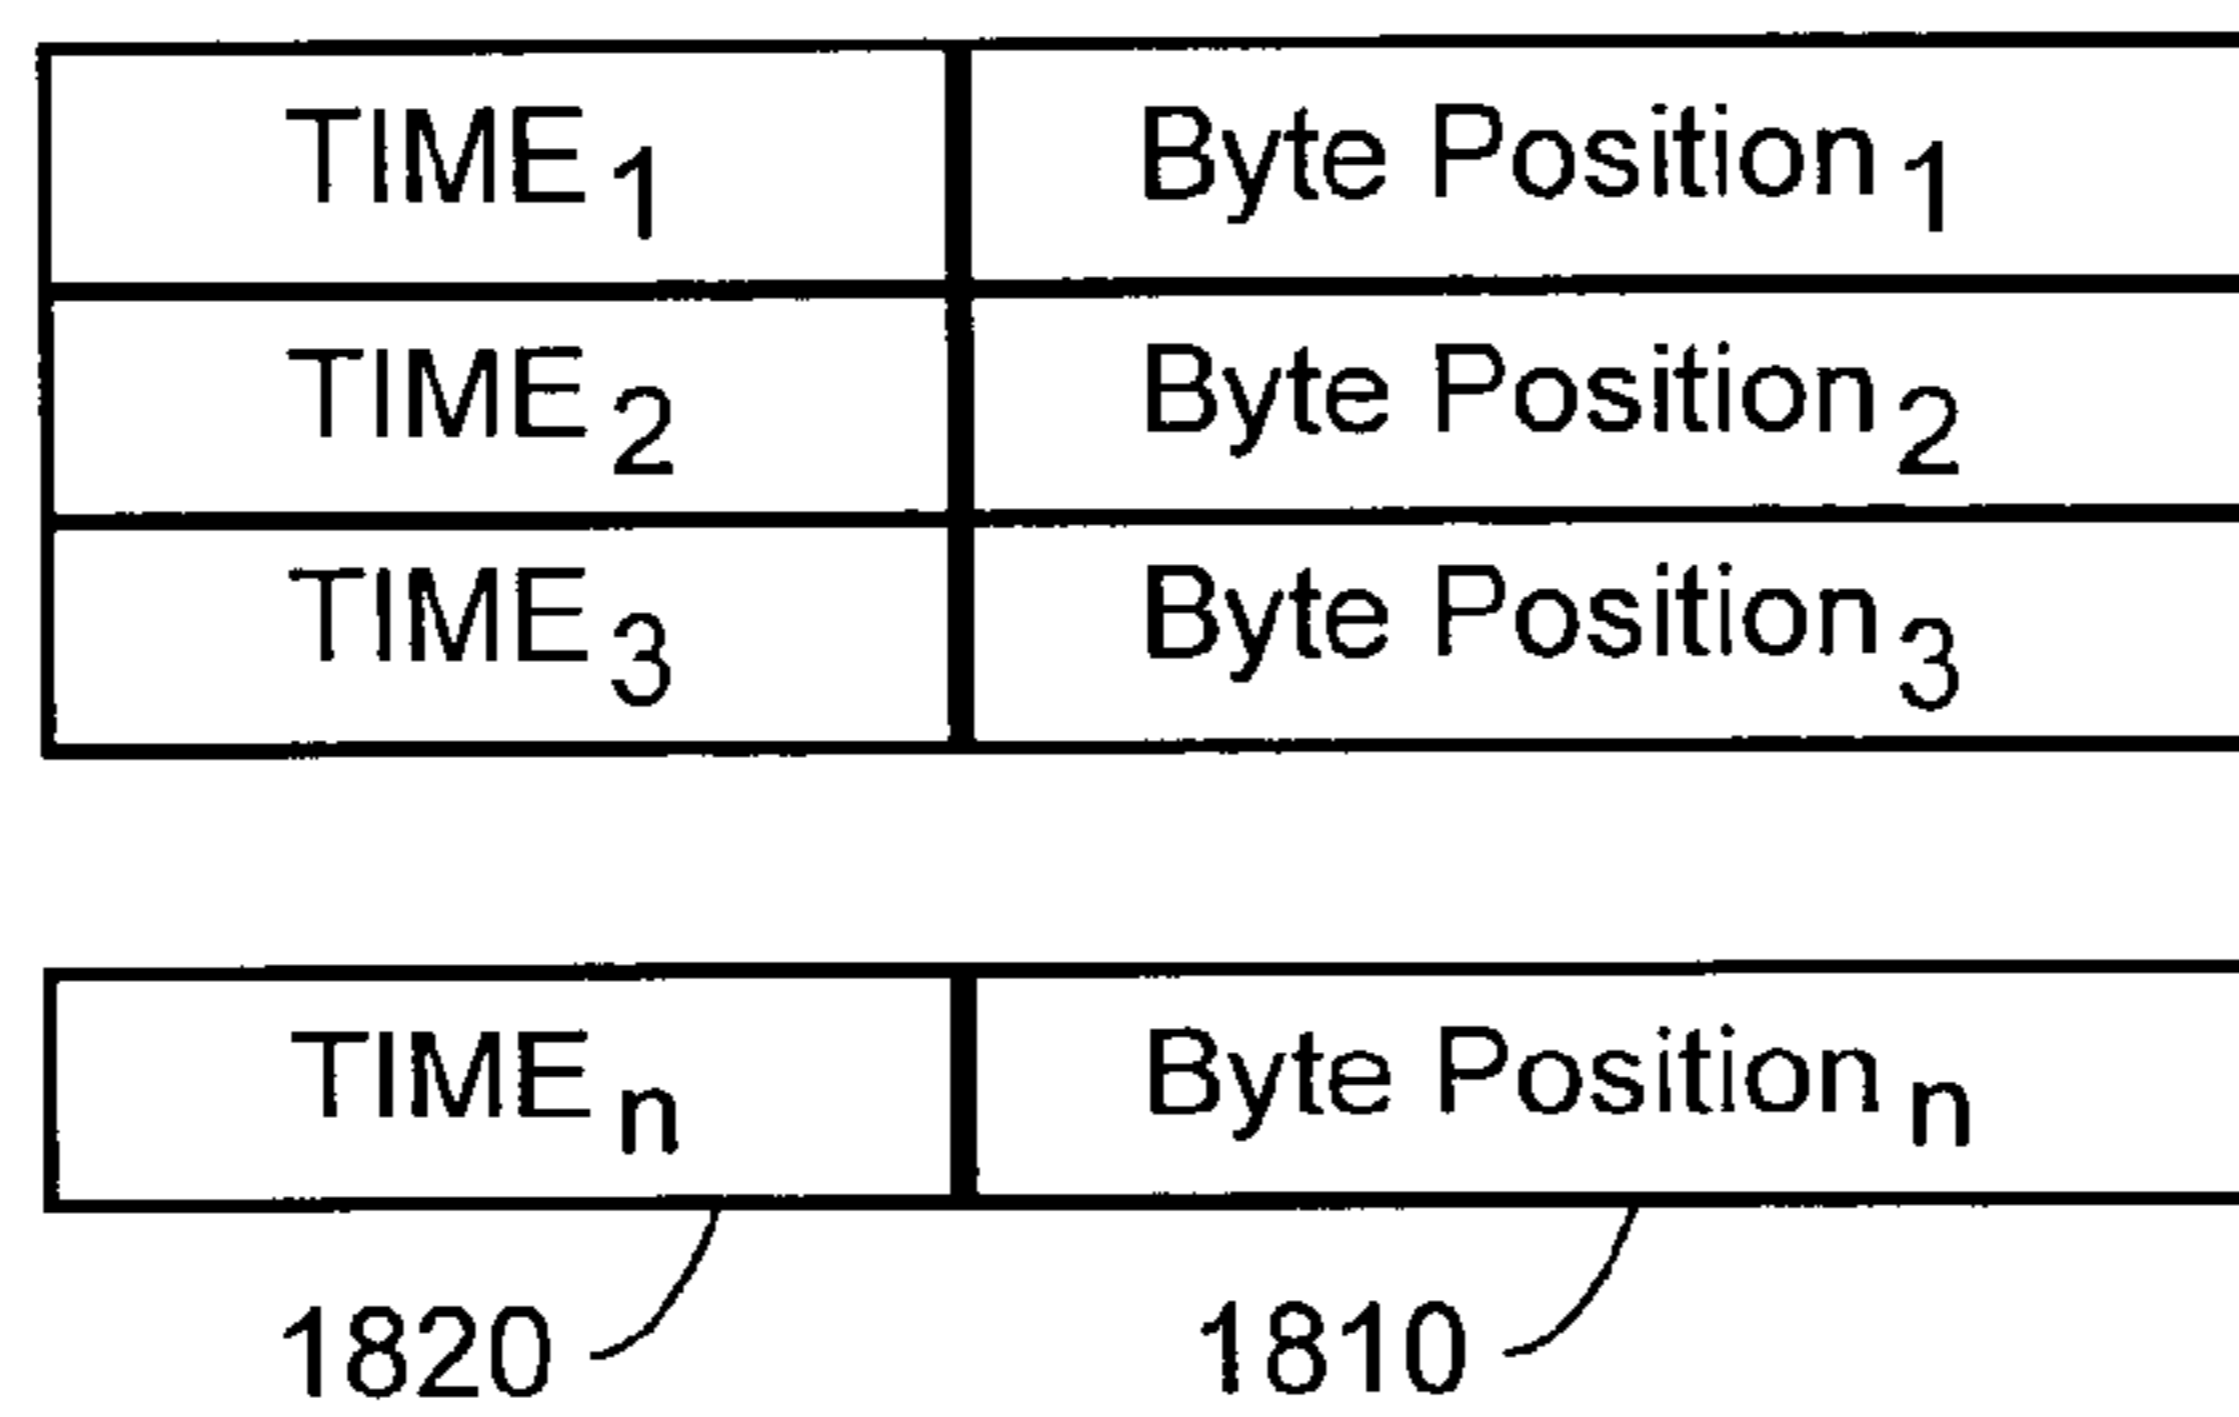 TIME1 Byte Position1
TIME2 Byte Position2
TIME3 Byte Position3
TIMEn Byte Positionn
1820 1810